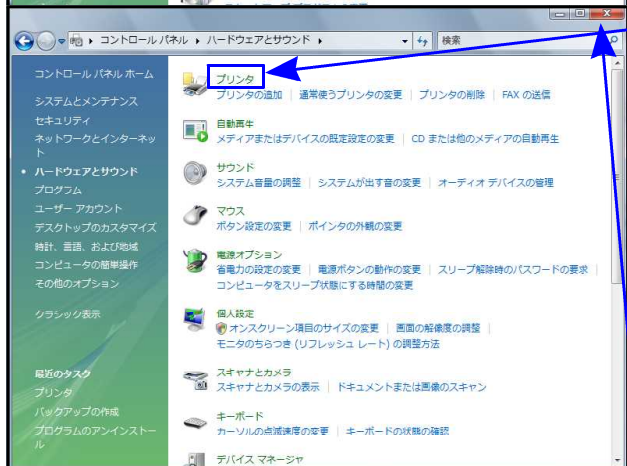 コントロール パネル ▸ ハードウェアとサウンド ▸
検索
コントロール パネル ホーム
システムとメンテナンス
セキュリティ
ネットワークとインターネッ
ト
• ハードウェアとサウンド
プログラム
ユーザー アカウント
デスクトップのカスタマイズ
時計、言語、および地域
コンピュータの簡単操作
その他のオプション
クラシック表示
最近のタスク
プリンタ
バックアップの作成
プログラムのアンインストー
ル
プリンタ
プリンタの追加 | 通常使うプリンタの変更 | プリンタの削除 | FAX の送信
自動再生
メディアまたはデバイスの既定設定の変更 | CD または他のメディアの自動再生
サウンド
システム音量の調整 | システムが出す音の変更 | オーディオ デバイスの管理
マウス
ボタン設定の変更 | ポインタの外観の変更
電源オプション
省電力の設定の変更 | 電源ボタンの動作の変更 | スリープ解除時のパスワードの要求 |
コンピュータをスリープ状態にする時間の変更
個人設定
オンスクリーン項目のサイズの変更 | 画面の解像度の調整 |
モニタのちらつき (リフレッシュ レート) の調整方法
スキャナとカメラ
スキャナとカメラの表示 | ドキュメントまたは画像のスキャン
キーボード
カーソルの点滅速度の変更 | キーボードの状態の確認
デバイス マネージャ